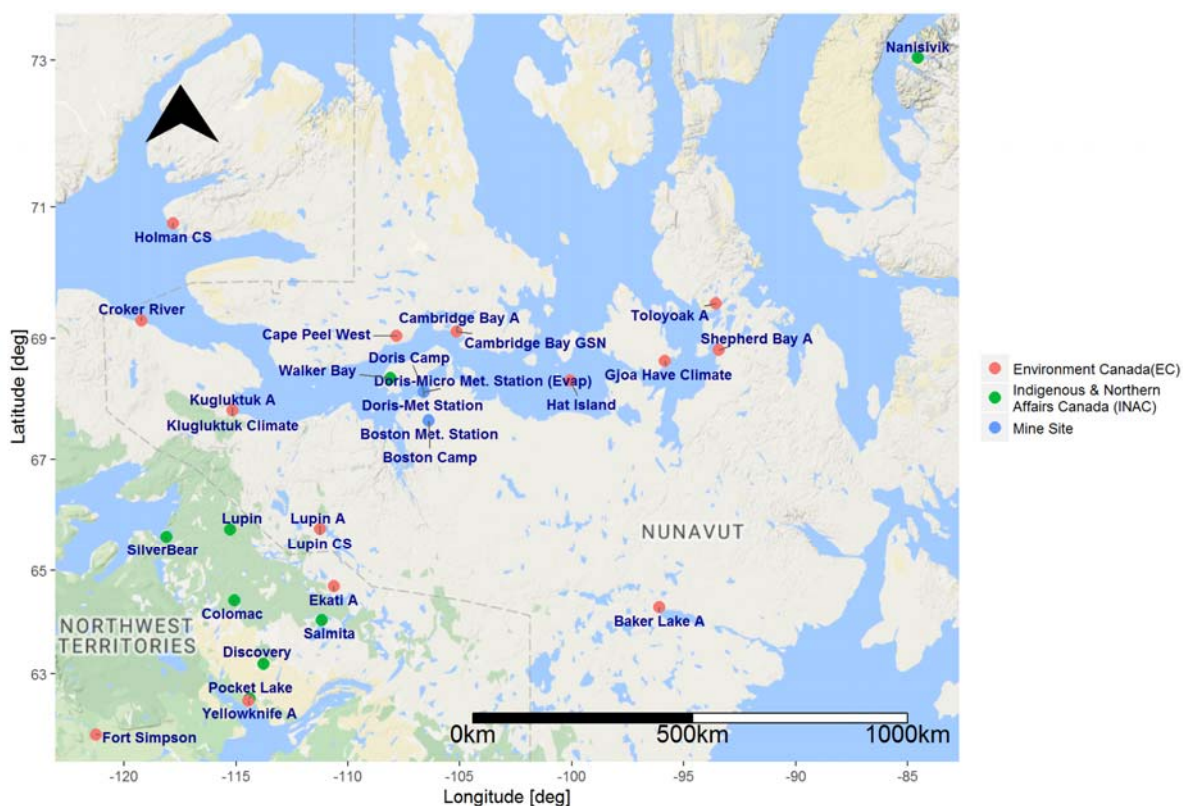 73
71
69
67
65
63
Latitude [deg]
Nanisivik
Holman CS
Croker River
Cambridge Bay A
Cape Peel West
Cambridge Bay GSN
Toloyoak A
Shepherd Bay A
Doris Camp
Walker Bay
Doris-Micro Met. Station (Evap)
Gjoa Have Climate
Kugluktuk A
Doris-Met Station
Hat Island
Klugluktuk Climate
Boston Met. Station
Boston Camp
Lupin
Lupin A
SilverBear
Lupin CS
NUNAVUT
Ekati A
Colomac
Baker Lake A
NORTHWEST
TERRITORIES
Salmita
Discovery
Pocket Lake
Yellowknife A
Fort Simpson
0km
500km
1000km
-120
-115
-110
-105
-100
-95
-90
-85
Longitude [deg]
Environment Canada(EC)
Indigenous & Northern
Affairs Canada (INAC)
Mine Site